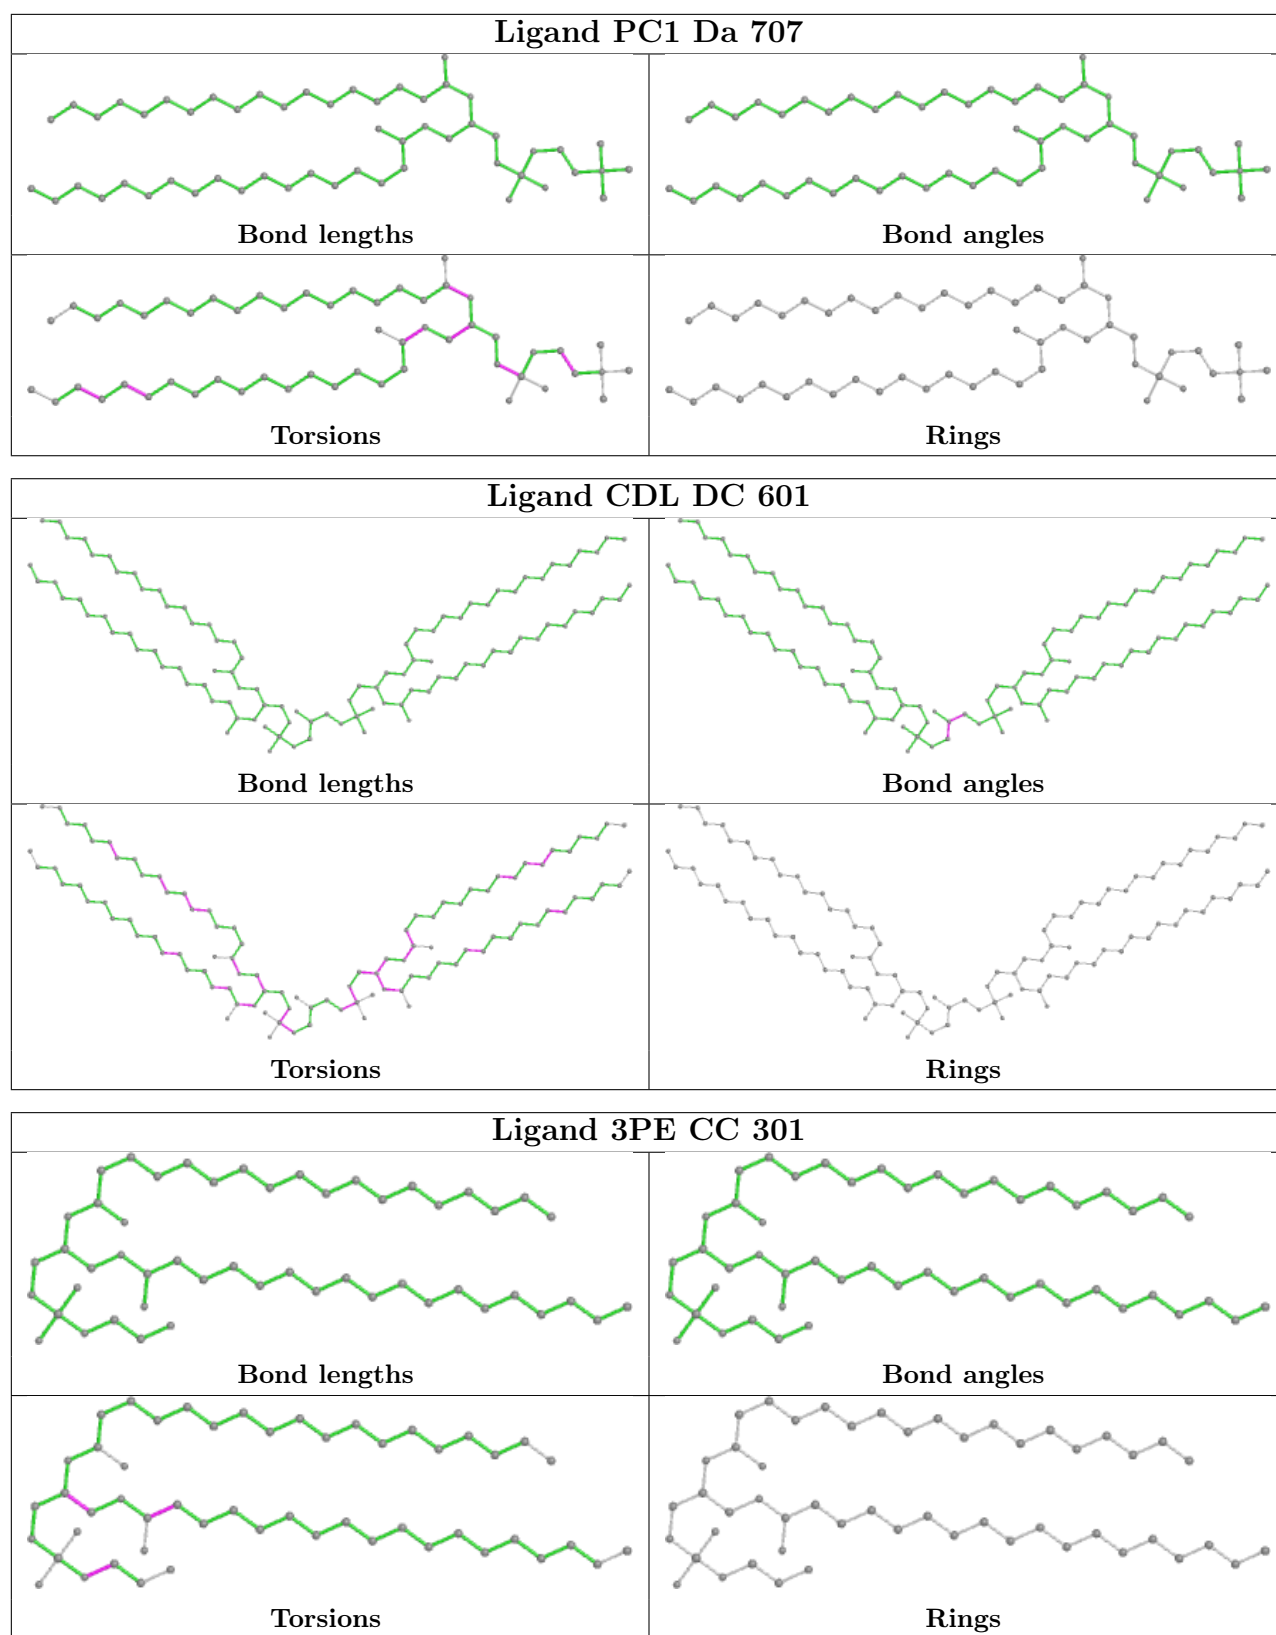 Ligand PC1 Da 707
Bond lengths
Bond angles
Torsions
Rings
Ligand CDL DC 601
Bond lengths
Bond angles
Torsions
Rings
Ligand 3PE CC 301
Bond lengths
Bond angles
Torsions
Rings